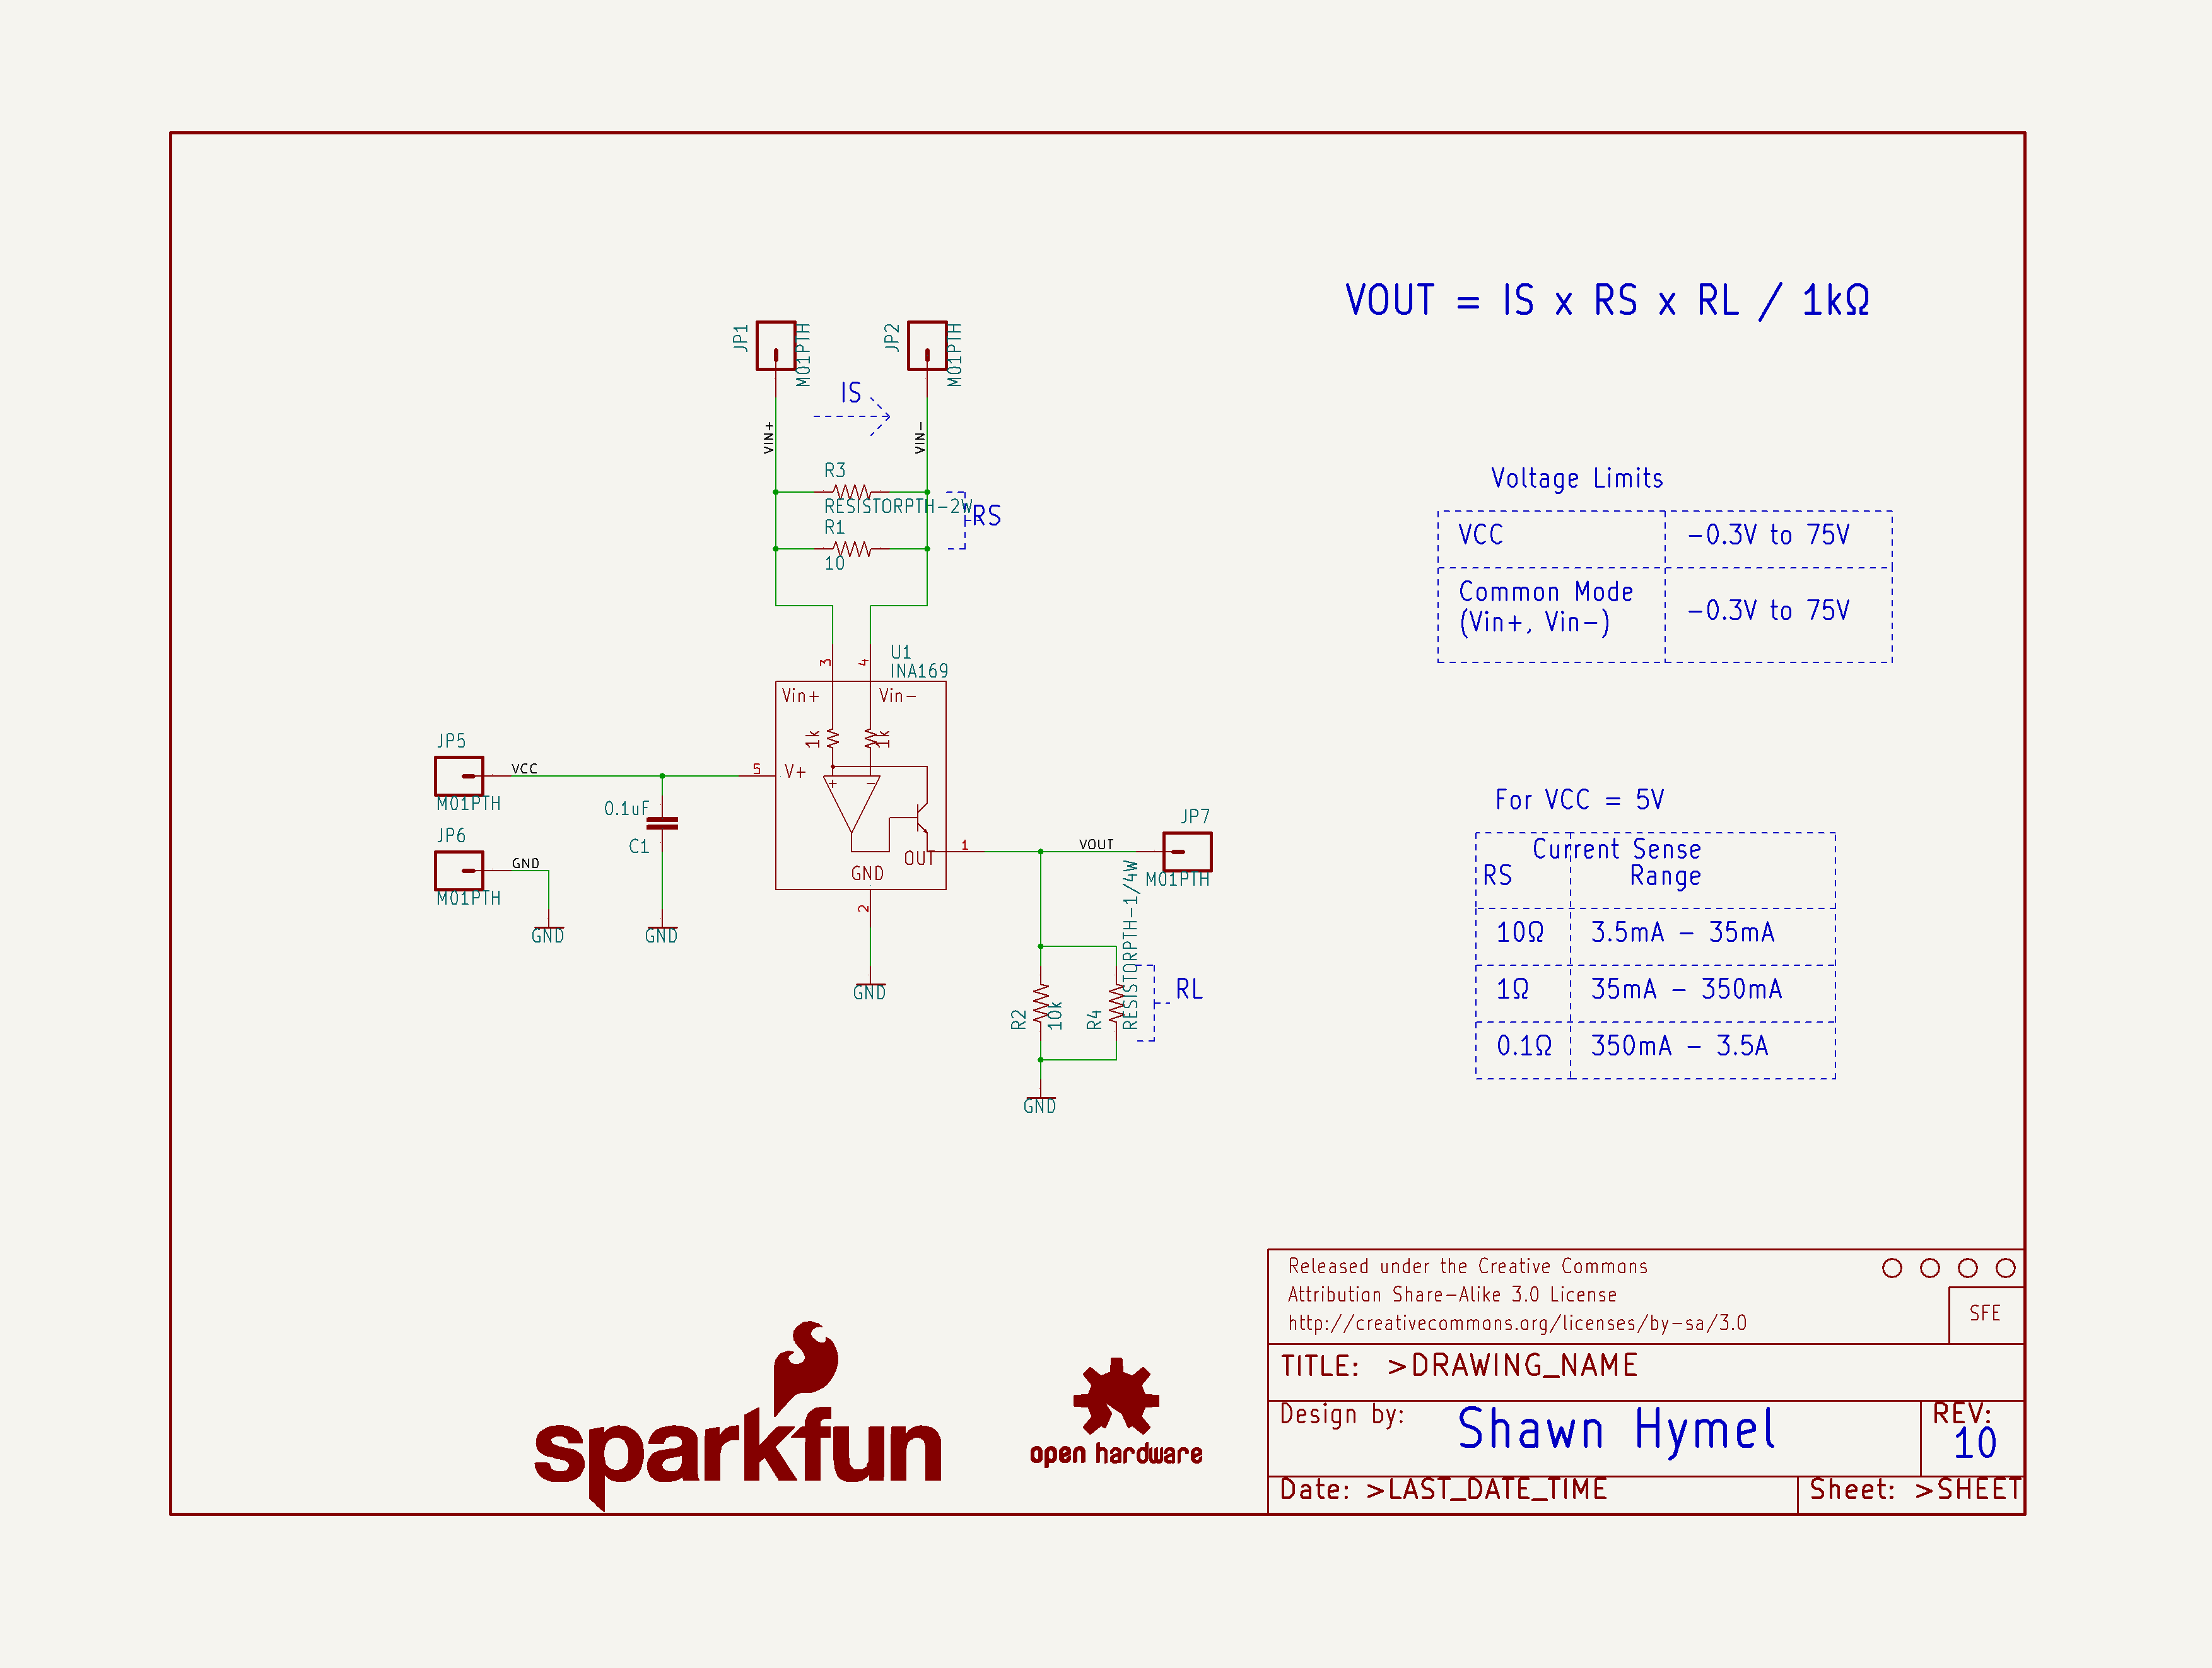 VOUT = IS x RS x RL / 1kΩ
JP1
M01PTH
JP2
M01PTH
IS
VIN+
VIN-
R3
RESISTORPTH-2W
RS
R1
10
Voltage Limits
VCC
-0.3V to 75V
Common Mode
(Vin+, Vin-)
-0.3V to 75V
3
4
U1
INA169
Vin+
Vin-
1k
1k
JP5
VCC
M01PTH
5
V+
+
-
0.1uF
C1
JP6
GND
M01PTH
GND
GND
OUT
GND
1
2
GND
VOUT
JP7
M01PTH
R2
10k
R4
RESISTORPTH-1/4W
RL
GND
For VCC = 5V
Current Sense
RS Range
10Ω 3.5mA - 35mA
1Ω 35mA - 350mA
0.1Ω 350mA - 3.5A
Released under the Creative Commons
Attribution Share-Alike 3.0 License
http://creativecommons.org/licenses/by-sa/3.0
SFE
TITLE: >DRAWING_NAME
Design by: Shawn Hymel
REV:
10
Date: >LAST_DATE_TIME
Sheet: >SHEET
sparkfun
open hardware